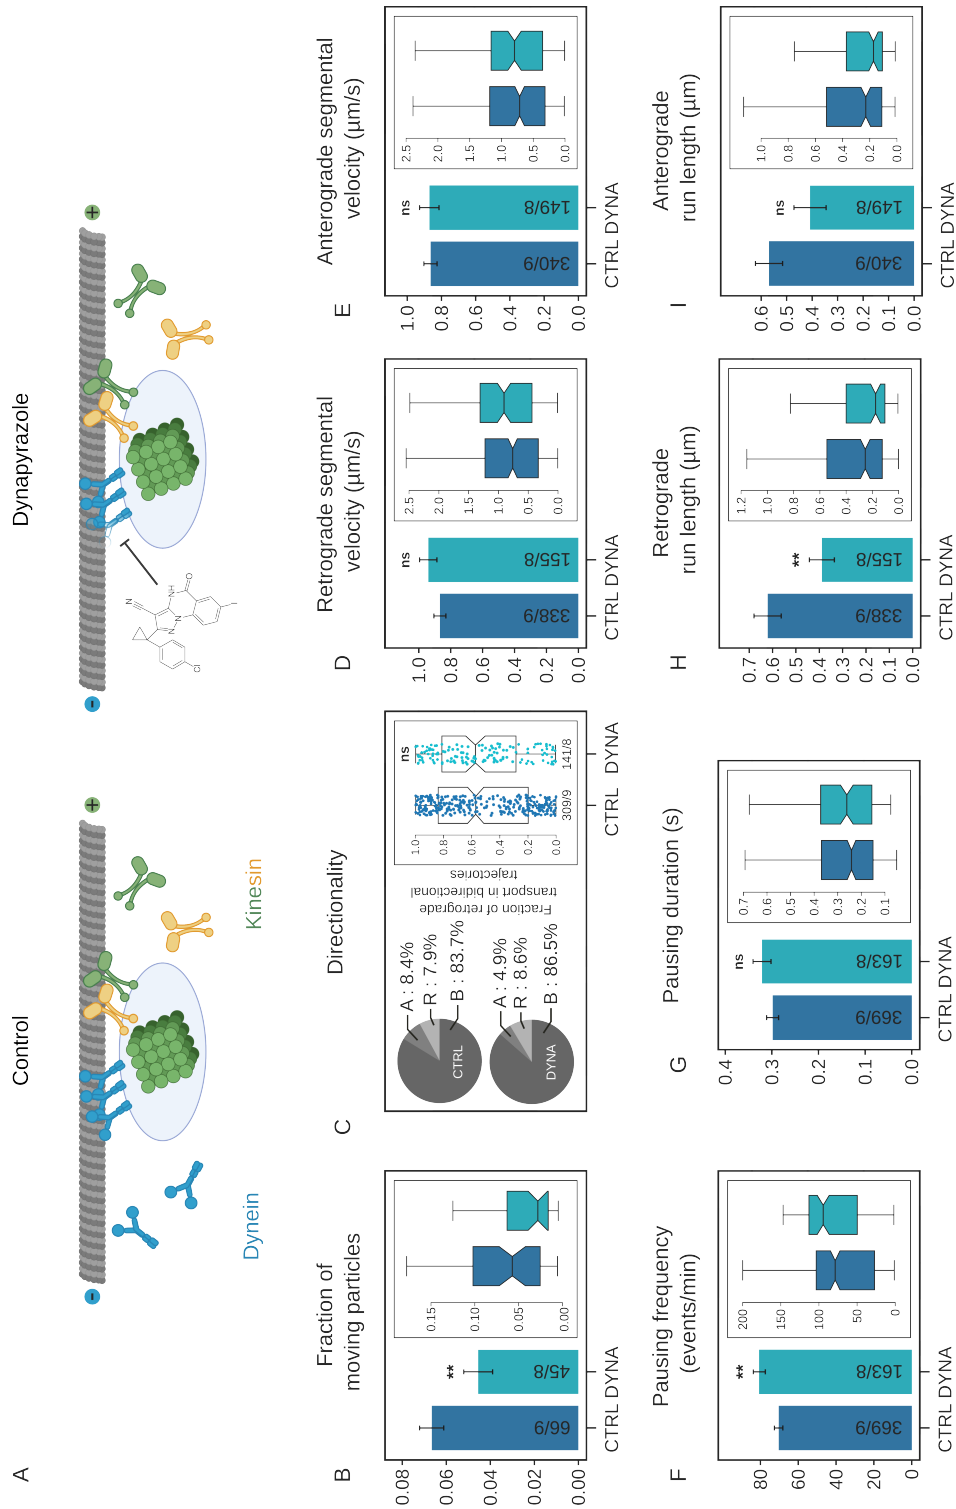 A
Control
Dynapyrazole
-
+
-
+
Dynein
Kinesin
N
NH
O
N
N
I
Cl
B
Fraction of
moving particles
0.08
0.06
0.04
0.02
0.00
66/9
45/8
**
CTRL DYNA
0.15
0.10
0.05
0.00
C
Directionality
CTRL
A : 8.4%
R : 7.9%
B : 83.7%
DYNA
A : 4.9%
R : 8.6%
B : 86.5%
Fraction of retrograde
transport in bidirectional
trajectories
1.0
0.8
0.6
0.4
0.2
0.0
ns
309/9
141/8
CTRL DYNA
D
Retrograde segmental
velocity (µm/s)
1.0
0.8
0.6
0.4
0.2
0.0
338/9
155/8
ns
CTRL DYNA
2.5
2.0
1.5
1.0
0.5
0.0
E
Anterograde segmental
velocity (µm/s)
1.0
0.8
0.6
0.4
0.2
0.0
340/9
149/8
ns
CTRL DYNA
2.5
2.0
1.5
1.0
0.5
0.0
F
Pausing frequency
(events/min)
80
60
40
20
0
369/9
163/8
**
CTRL DYNA
200
150
100
50
0
G
Pausing duration (s)
0.4
0.3
0.2
0.1
0.0
369/9
163/8
ns
CTRL DYNA
0.7
0.6
0.5
0.4
0.3
0.2
0.1
H
Retrograde
run length (µm)
0.7
0.6
0.5
0.4
0.3
0.2
0.1
0.0
338/9
155/8
**
CTRL DYNA
1.2
1.0
0.8
0.6
0.4
0.2
0.0
I
Anterograde
run length (µm)
0.6
0.5
0.4
0.3
0.2
0.1
0.0
340/9
149/8
ns
CTRL DYNA
1.0
0.8
0.6
0.4
0.2
0.0